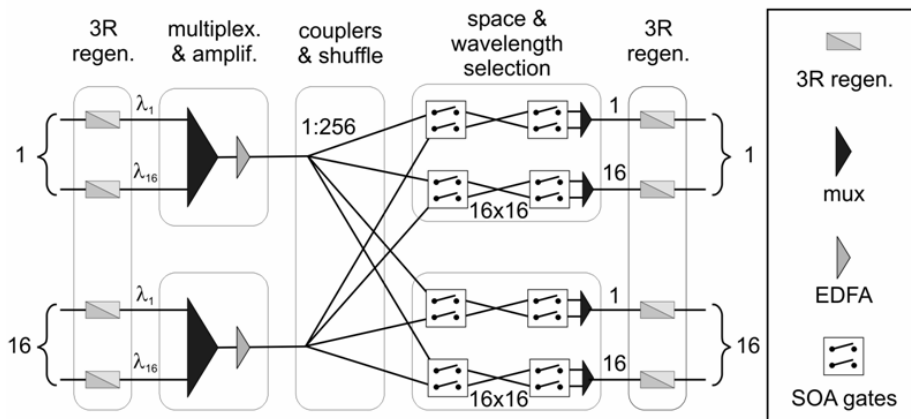 3R
regen.
multiplex.
& amplif.
couplers
& shuffle
space &
wavelength
selection
3R
regen.
λ1
λ16
1
1:256
1
16
16x16
1
λ1
λ16
16
1
16
16x16
16
3R regen.
mux
EDFA
SOA gates